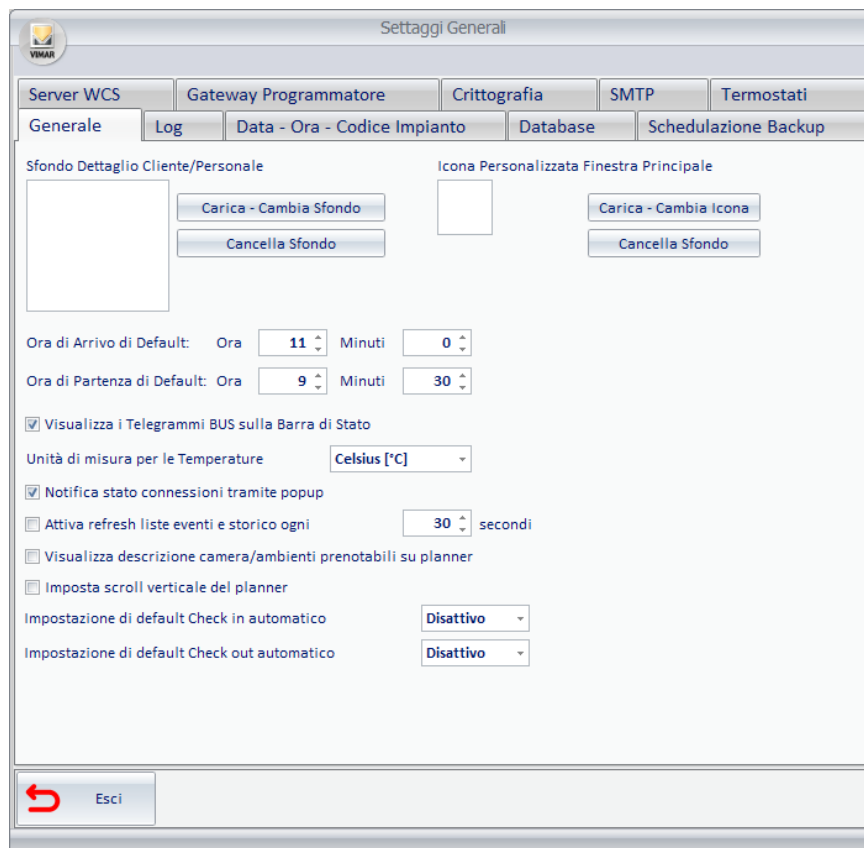 Settaggi Generali
VIMAR
Server WCS Gateway Programmatore Crittografia SMTP Termostati
Generale Log Data - Ora - Codice Impianto Database Schedulazione Backup
Sfondo Dettaglio Cliente/Personale Icona Personalizzata Finestra Principale
Carica - Cambia Sfondo Carica - Cambia Icona
Cancella Sfondo Cancella Sfondo
Ora di Arrivo di Default: Ora 11 Minuti 0
Ora di Partenza di Default: Ora 9 Minuti 30
Visualizza i Telegrammi BUS sulla Barra di Stato
Unità di misura per le Temperature Celsius [°C]
Notifica stato connessioni tramite popup
Attiva refresh liste eventi e storico ogni 30 secondi
Visualizza descrizione camera/ambienti prenotabili su planner
Imposta scroll verticale del planner
Impostazione di default Check in automatico Disattivo
Impostazione di default Check out automatico Disattivo
Esci